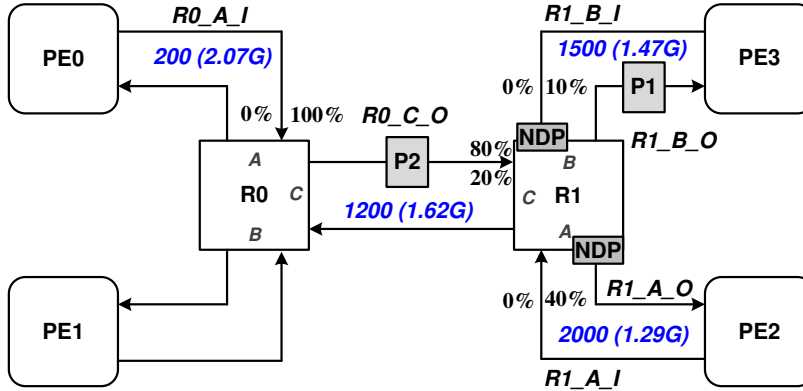 R0_A_I
R1_B_I
PE0
200 (2.07G)
1500 (1.47G)
PE3
0%
10%
P1
0%
100%
R0_C_O
NDP
R1_B_O
A
P2
80%
B
R0
C
20%
C
R1
B
1200 (1.62G)
A
NDP
PE1
0%
40%
R1_A_O
PE2
2000 (1.29G)
R1_A_I